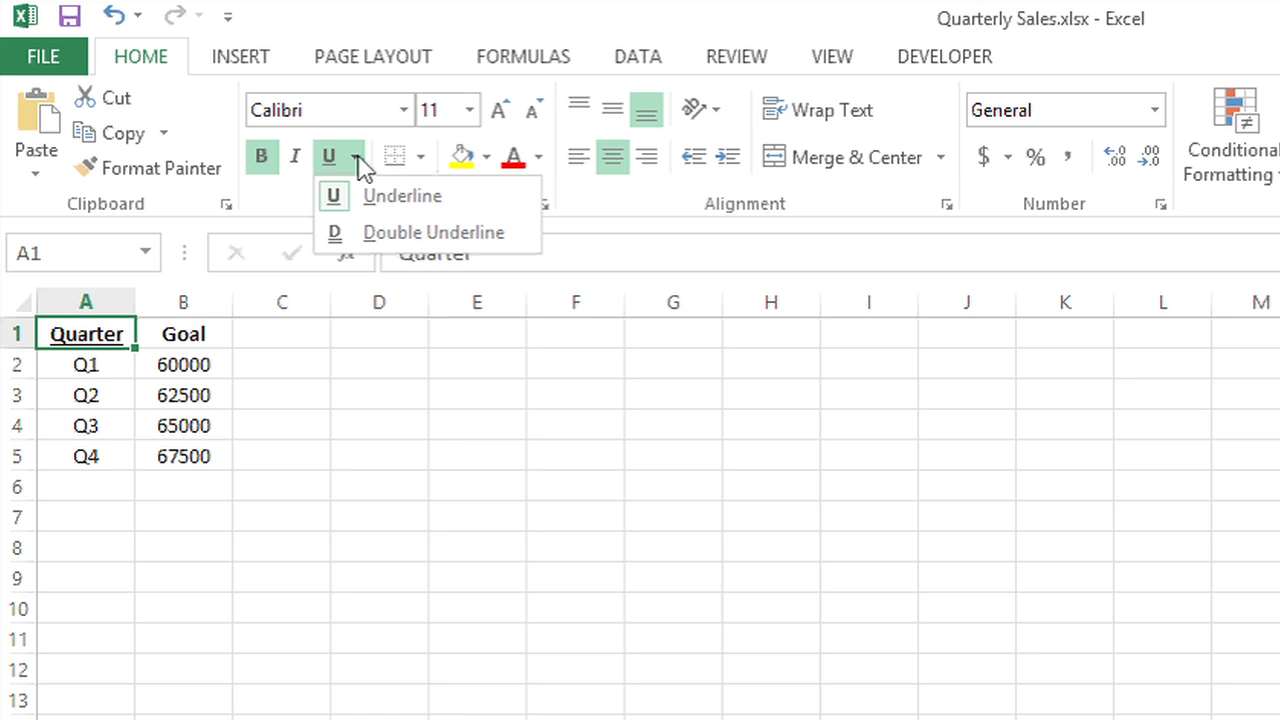 Quarterly Sales.xlsx - Excel
FILE HOME INSERT PAGE LAYOUT FORMULAS DATA REVIEW VIEW DEVELOPER
Cut
Copy
Format Painter
Paste
Clipboard
Calibri 11
B I U
U Underline
D Double Underline
Wrap Text
Merge & Center
Alignment
General
$ % ,
Number
Conditional
Formatting
A1 Quarter
A B C D E F G H I J K L M
1 Quarter Goal
2 Q1 60000
3 Q2 62500
4 Q3 65000
5 Q4 67500
6
7
8
9
10
11
12
13